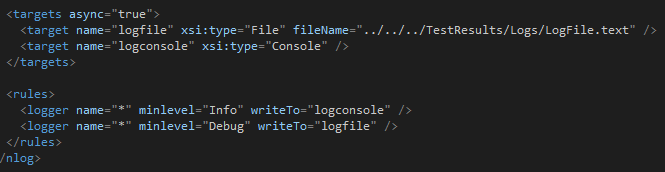 <targets async="true">
<target name="logfile" xsi:type="File" fileName="../../../TestResults/Logs/LogFile.text" />
<target name="logconsole" xsi:type="Console" />
</targets>
<rules>
<logger name="*" minlevel="Info" writeTo="logconsole" />
<logger name="*" minlevel="Debug" writeTo="logfile" />
</rules>
/nlog>